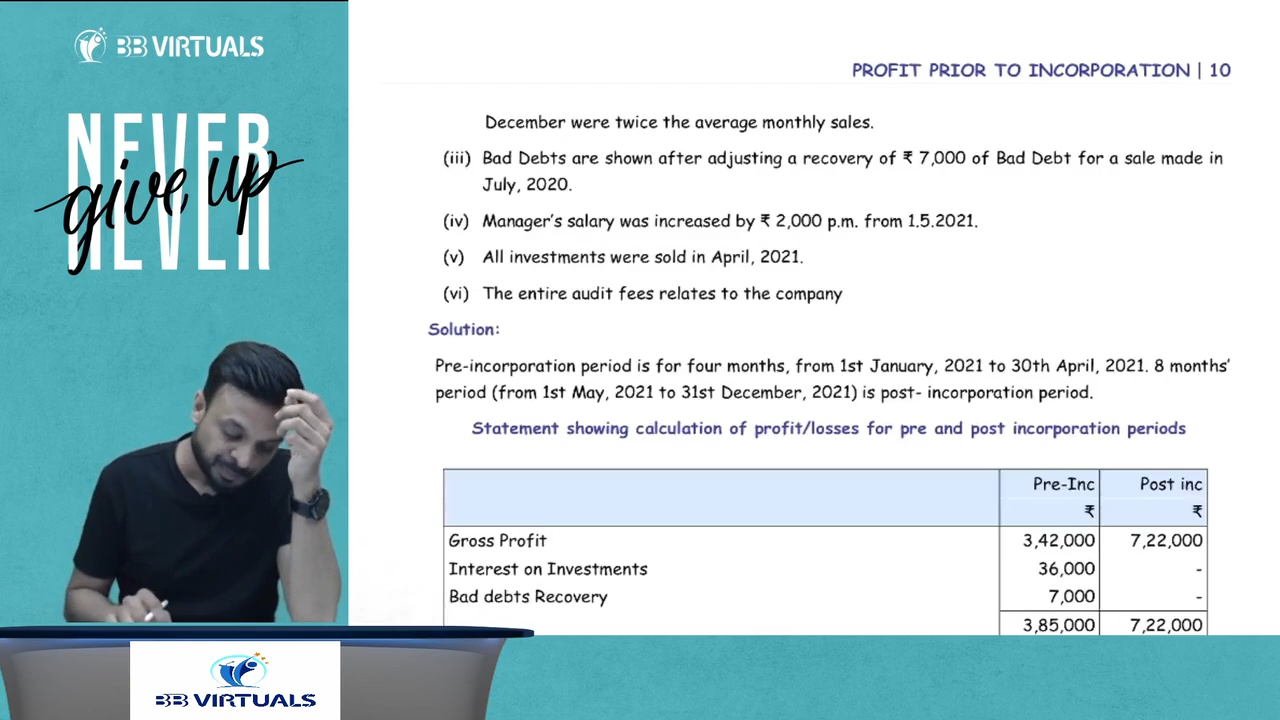 BB VIRTUALS
NEVER
give up
NEVER
PROFIT PRIOR TO INCORPORATION | 10
December were twice the average monthly sales.
(iii) Bad Debts are shown after adjusting a recovery of ₹ 7,000 of Bad Debt for a sale made in
July, 2020.
(iv) Manager's salary was increased by ₹ 2,000 p.m. from 1.5.2021.
(v) All investments were sold in April, 2021.
(vi) The entire audit fees relates to the company
Solution:
Pre-incorporation period is for four months, from 1st January, 2021 to 30th April, 2021. 8 months'
period (from 1st May, 2021 to 31st December, 2021) is post- incorporation period.
Statement showing calculation of profit/losses for pre and post incorporation periods
Pre-Inc Post inc
₹ ₹
Gross Profit 3,42,000 7,22,000
Interest on Investments 36,000 -
Bad debts Recovery 7,000 -
3,85,000 7,22,000
BB VIRTUALS